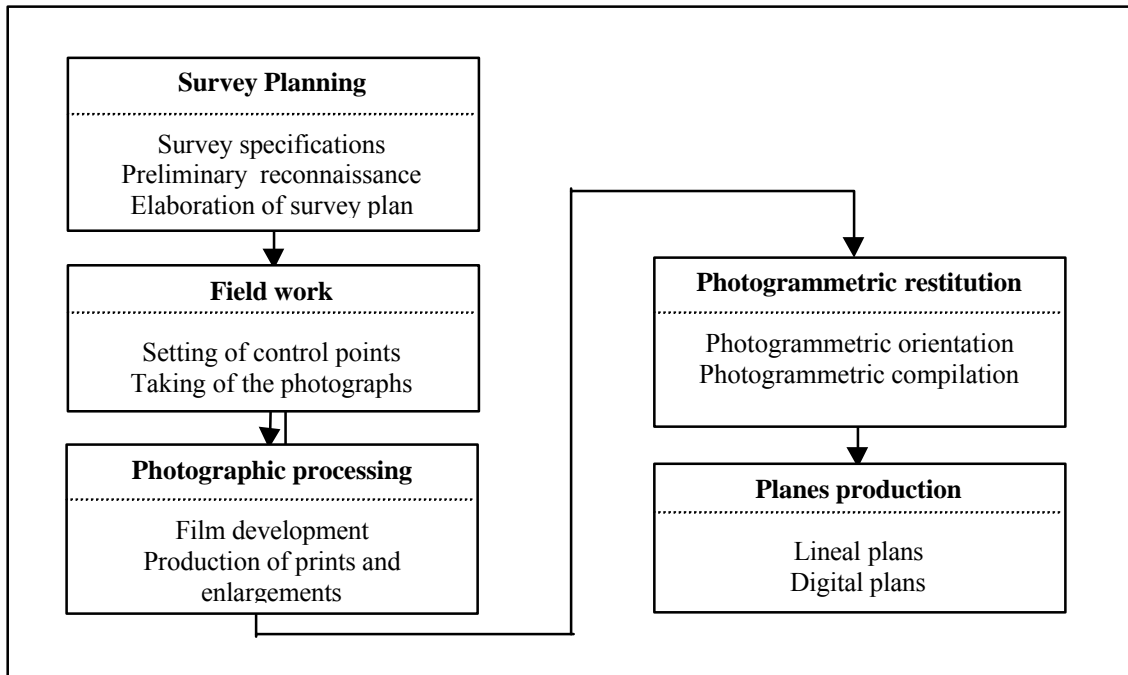 Survey Planning
Survey specifications
Preliminary reconnaissance
Elaboration of survey plan
Field work
Setting of control points
Taking of the photographs
Photographic processing
Film development
Production of prints and
enlargements
Photogrammetric restitution
Photogrammetric orientation
Photogrammetric compilation
Planes production
Lineal plans
Digital plans